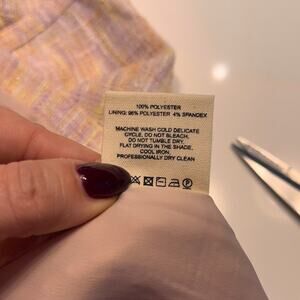 100% POLYESTER
LINING: 96% POLYESTER 4% SPANDEX
MACHINE WASH COLD DELICATE
CYCLE, DO NOT BLEACH,
DO NOT TUMBLE DRY,
FLAT DRYING IN THE SHADE,
COOL IRON,
PROFESSIONALLY DRY CLEAN
P